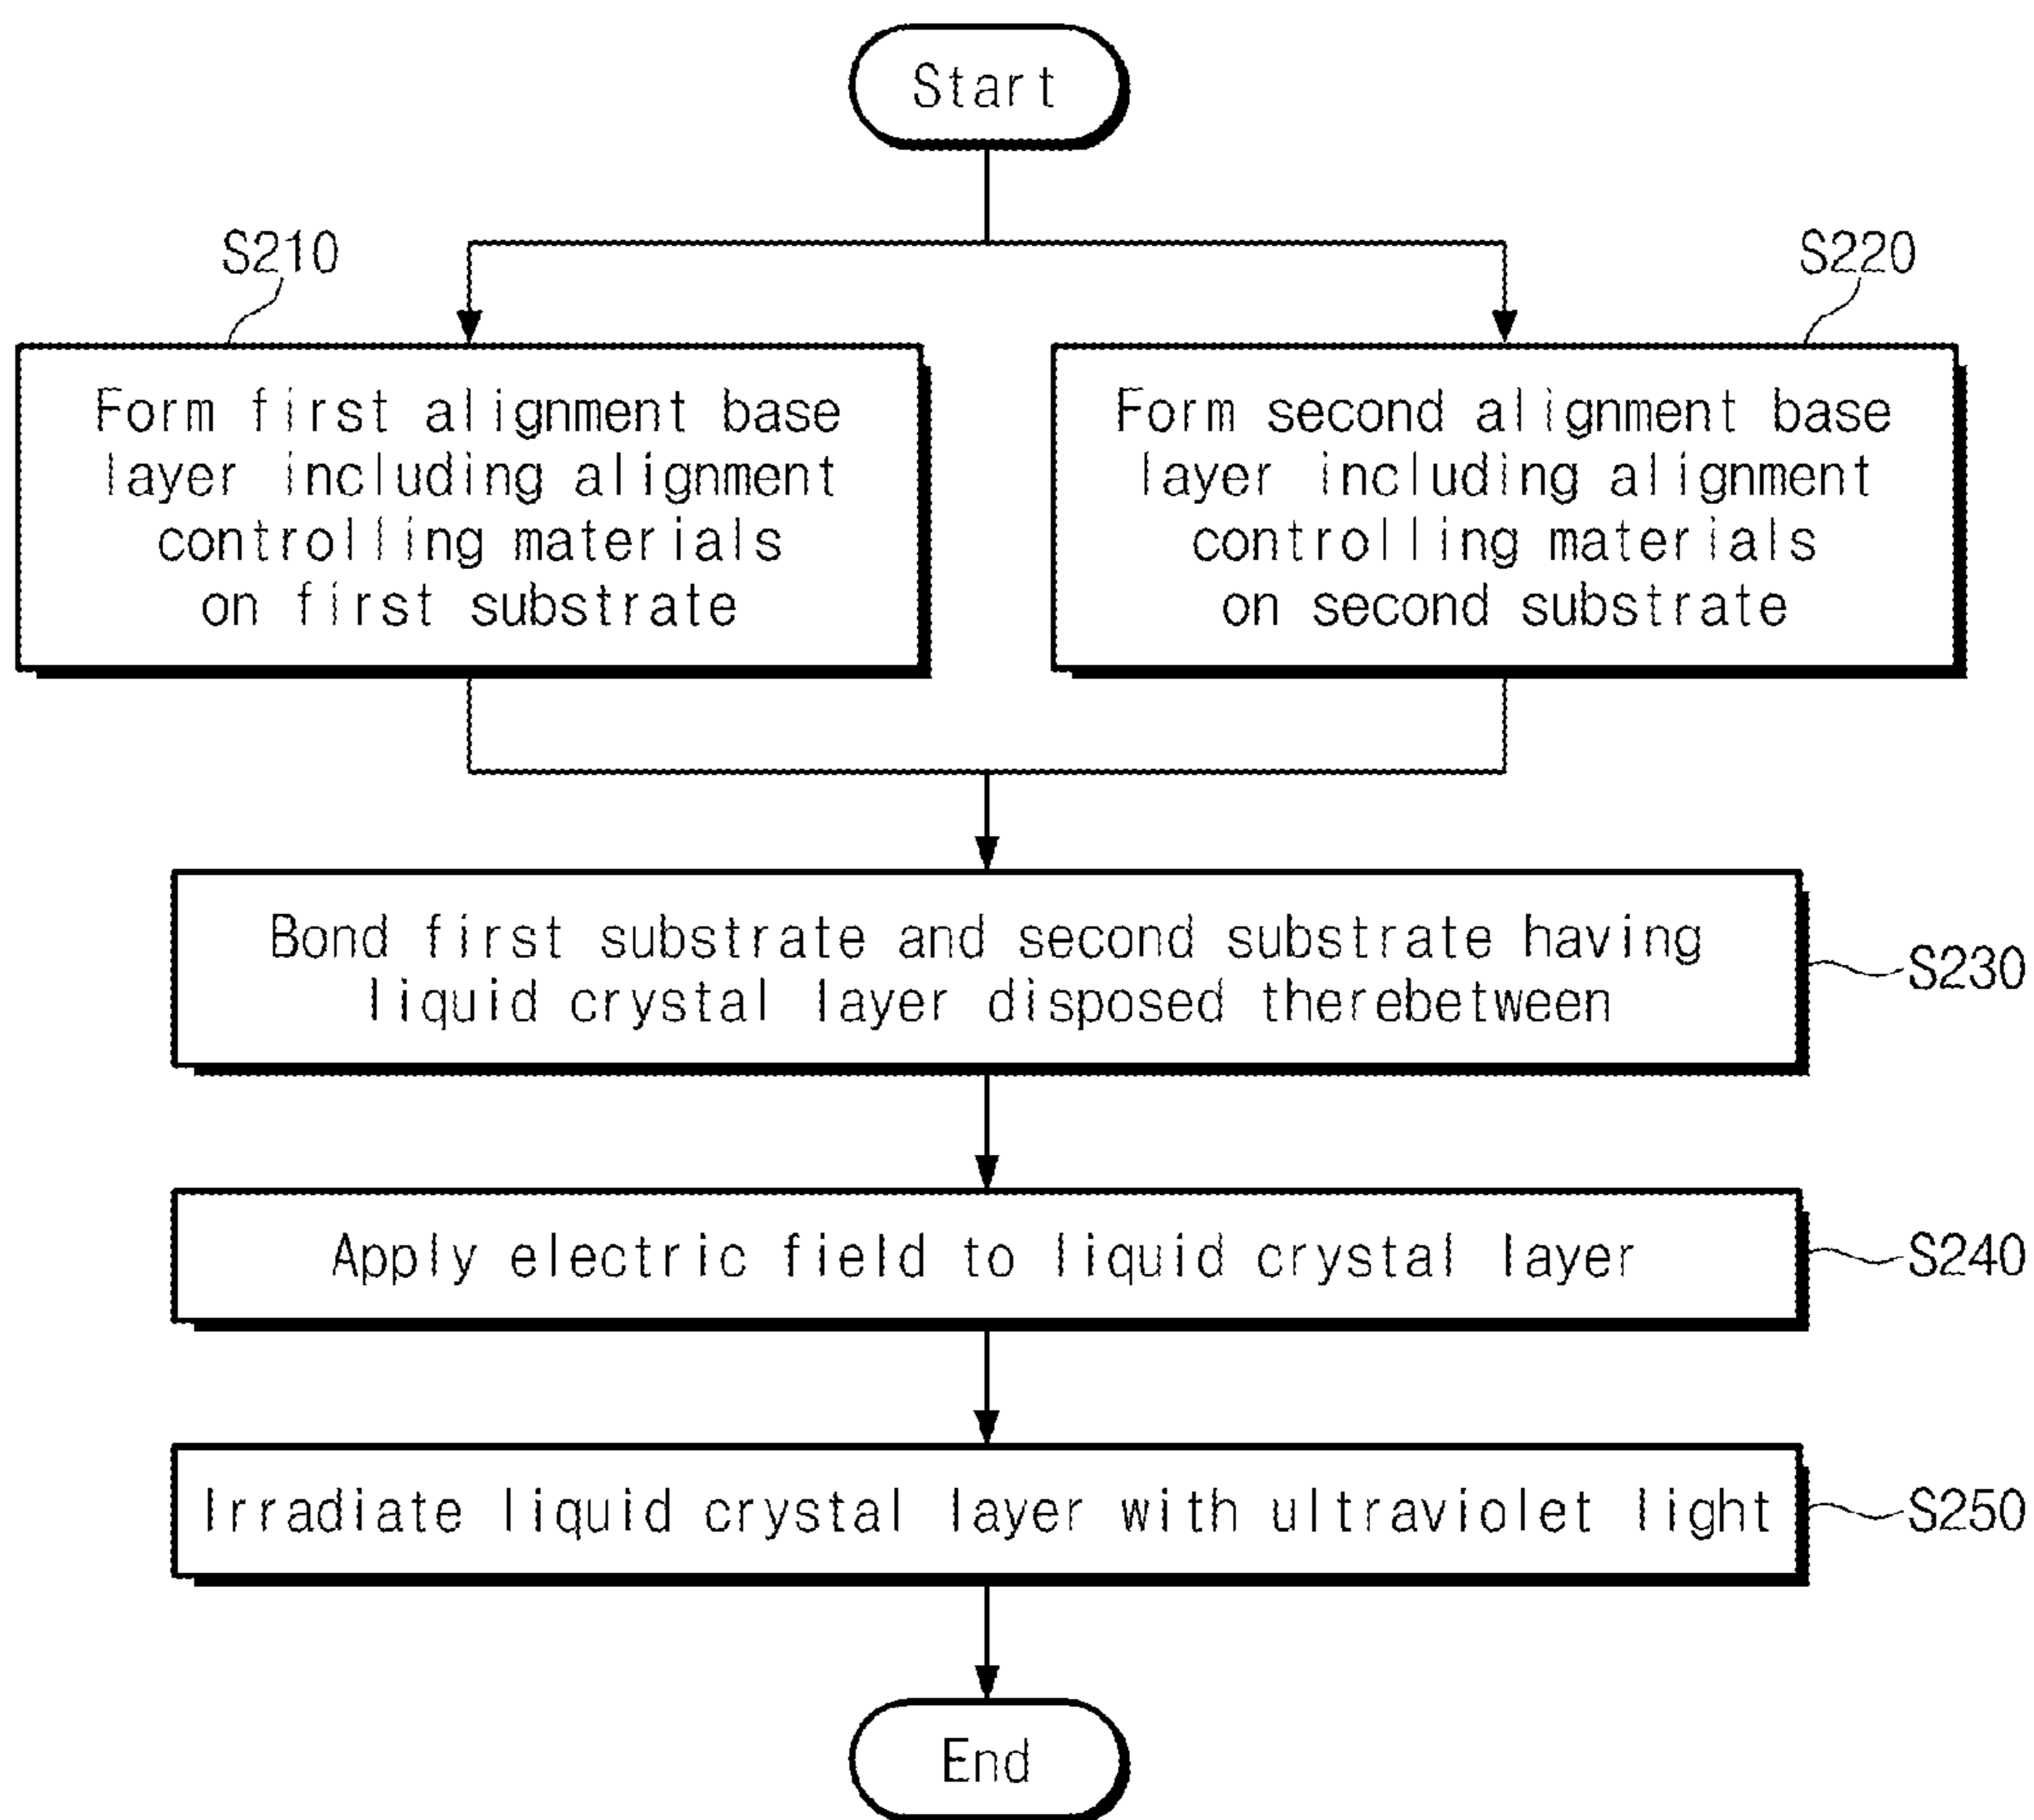 Start
S210
Form first alignment base
layer including alignment
controlling materials
on first substrate
S220
Form second alignment base
layer including alignment
controlling materials
on second substrate
Bond first substrate and second substrate having
liquid crystal layer disposed therebetween
S230
Apply electric field to liquid crystal layer
S240
Irradiate liquid crystal layer with ultraviolet light
S250
End